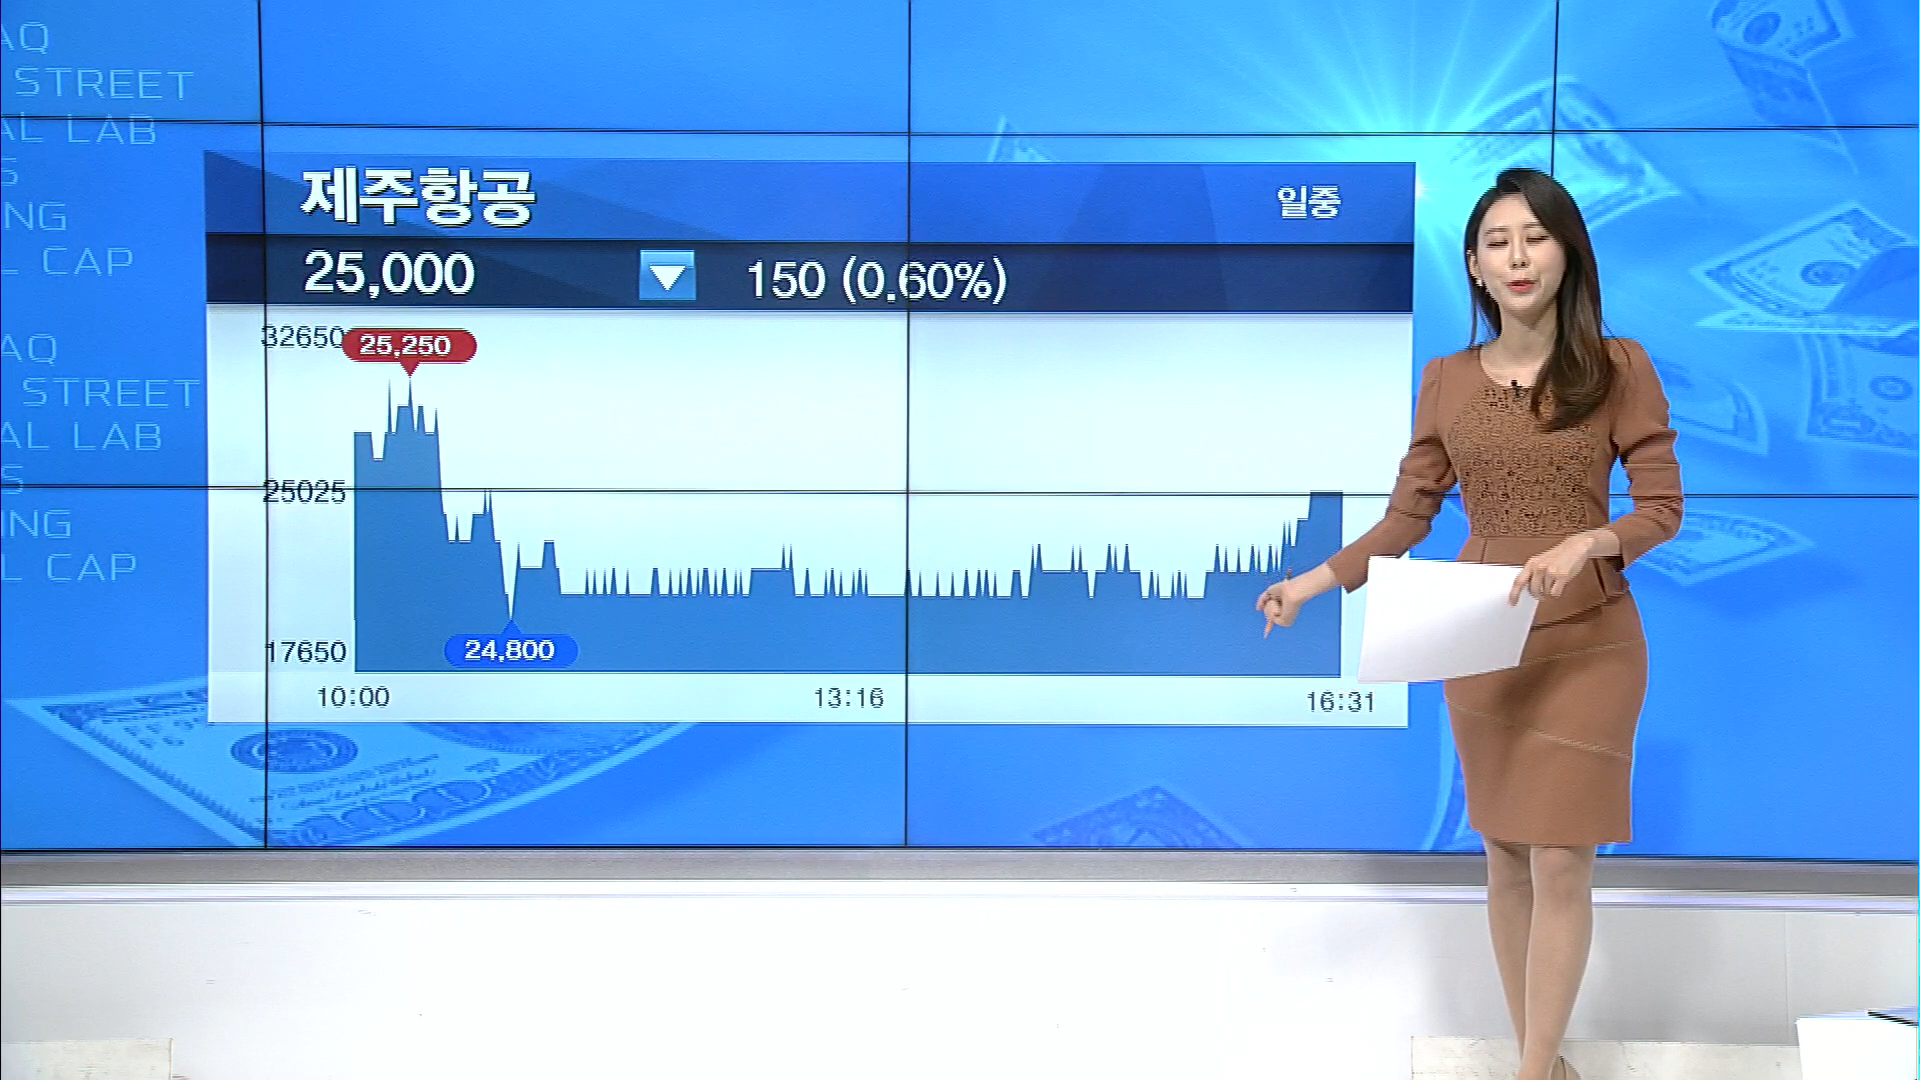 AQ
STREET
AL LAB
S
NG
L CAP
AQ
STREET
AL LAB
S
ING
L CAP
제주항공
일중
25,000 ▼ 150 (0.60%)
32650
25,250
25025
17650
24,800
10:00 13:16 16:31